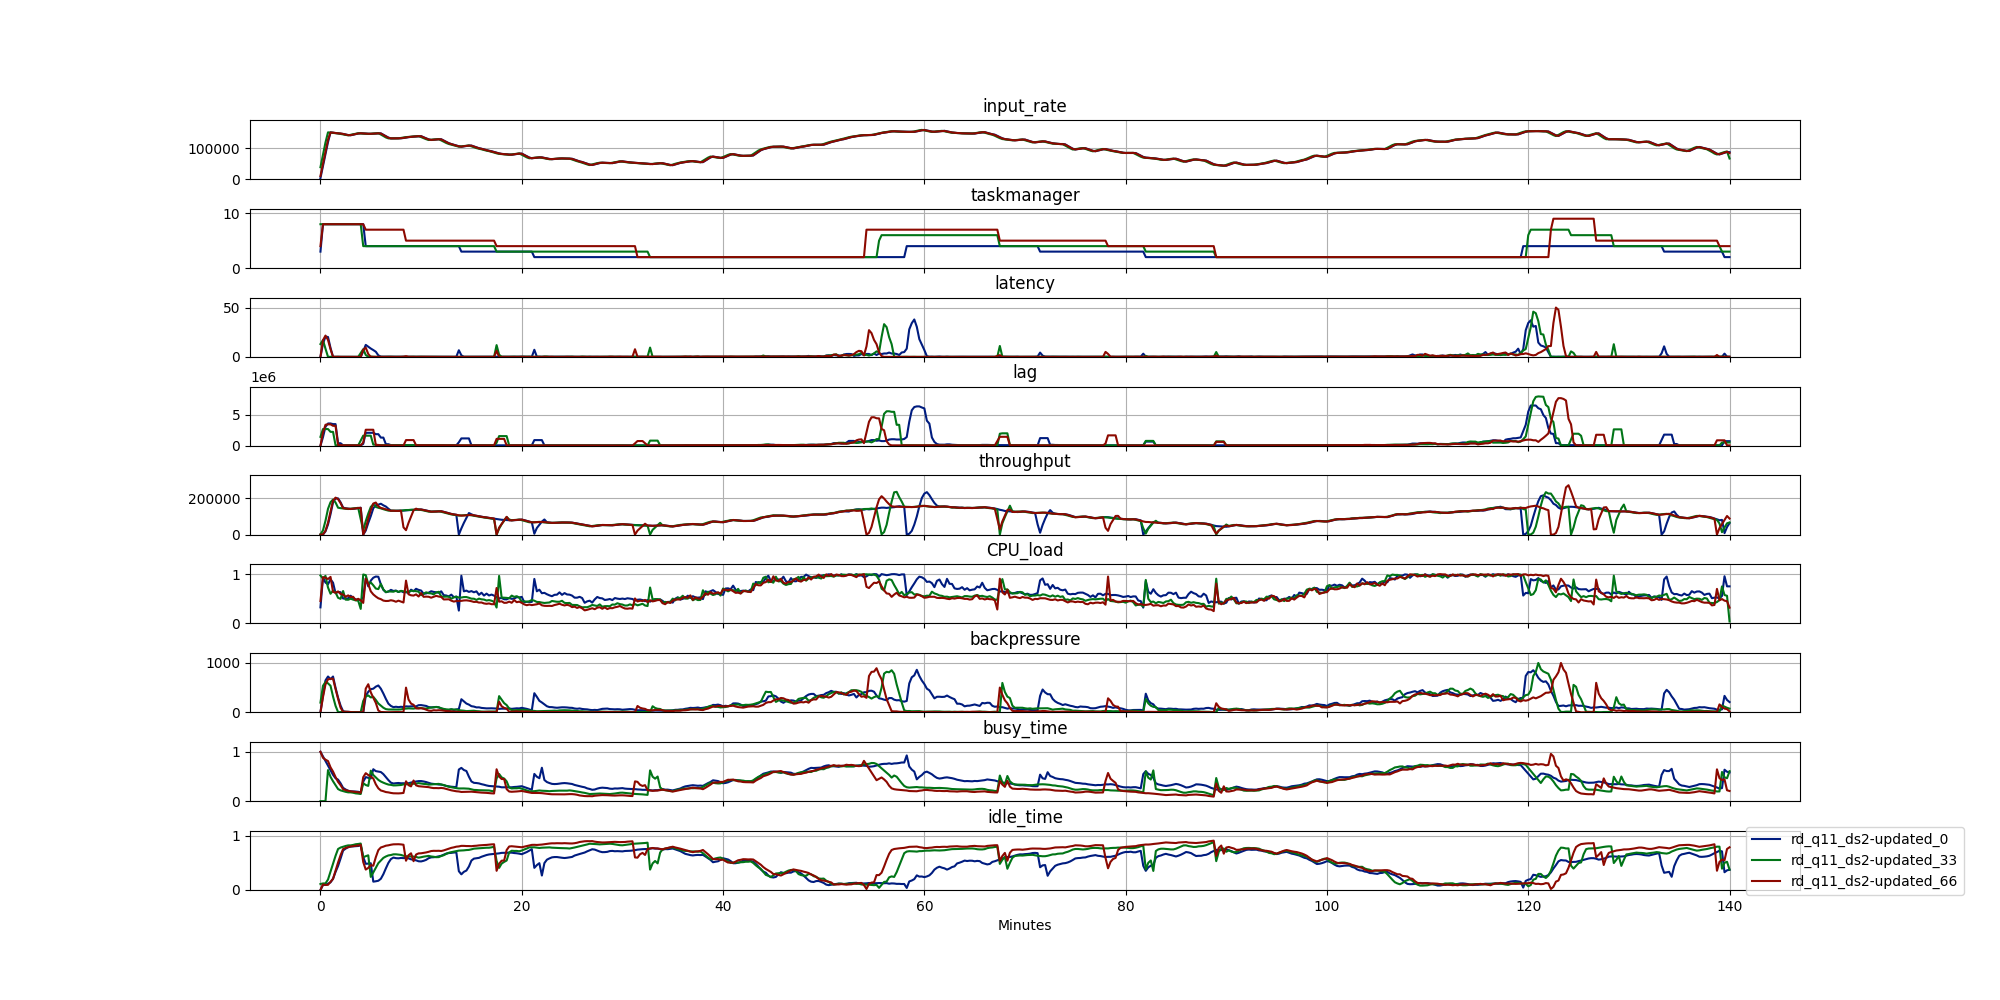 input_rate
100000
0
taskmanager
10
0
latency
50
0
1e6
lag
5
0
throughput
200000
0
CPU_load
1
0
backpressure
1000
0
busy_time
1
0
idle_time
1
0
rd_q11_ds2-updated_0
rd_q11_ds2-updated_33
rd_q11_ds2-updated_66
0 20 40 60 80 100 120 140
Minutes